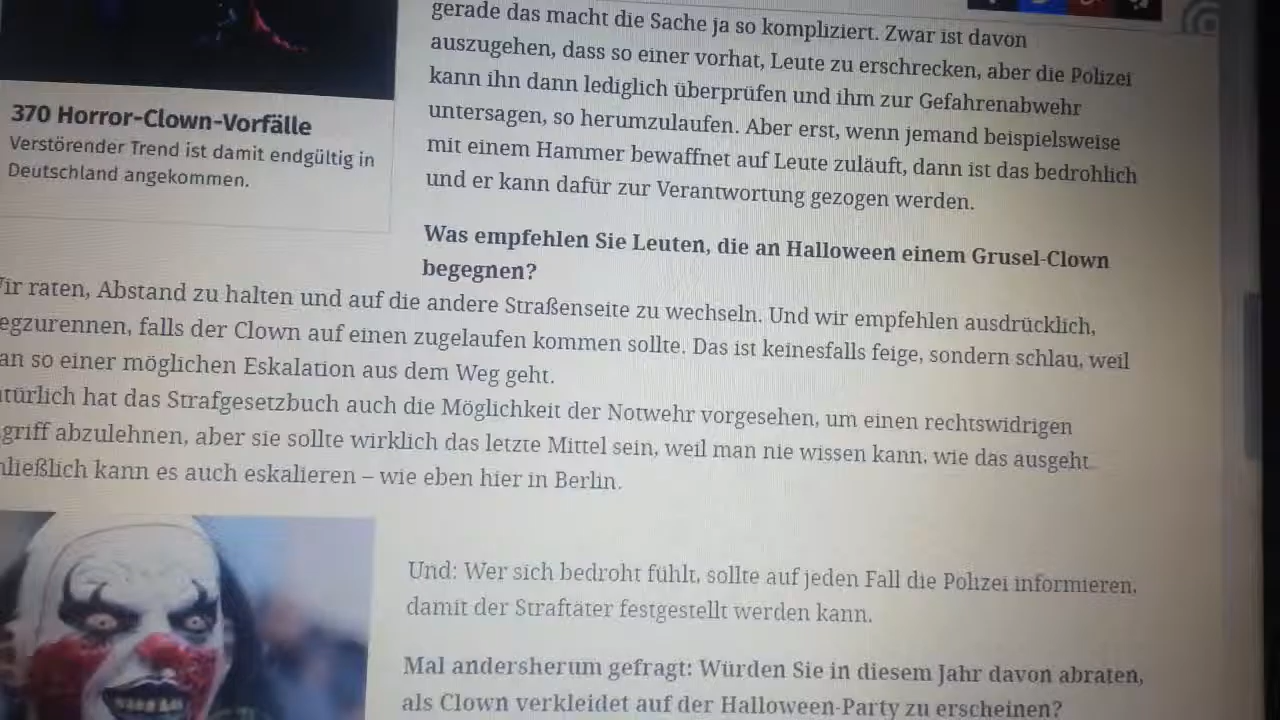 gerade das macht die Sache ja so kompliziert. Zwar ist davon
auszugehen, dass so einer vorhat, Leute zu erschrecken, aber die Polizei
kann ihn dann lediglich überprüfen und ihm zur Gefahrenabwehr
untersagen, so herumzulaufen. Aber erst, wenn jemand beispielsweise
mit einem Hammer bewaffnet auf Leute zuläuft, dann ist das bedrohlich
und er kann dafür zur Verantwortung gezogen werden.
370 Horror-Clown-Vorfälle
Verstörender Trend ist damit endgültig in
Deutschland angekommen.
Was empfehlen Sie Leuten, die an Halloween einem Grusel-Clown
begegnen?
ir raten, Abstand zu halten und auf die andere Straßenseite zu wechseln. Und wir empfehlen ausdrücklich,
egzurennen, falls der Clown auf einen zugelaufen kommen sollte. Das ist keinesfalls feige, sondern schlau, weil
an so einer möglichen Eskalation aus dem Weg geht.
türlich hat das Strafgesetzbuch auch die Möglichkeit der Notwehr vorgesehen, um einen rechtswidrigen
griff abzulehnen, aber sie sollte wirklich das letzte Mittel sein, weil man nie wissen kann, wie das ausgeht.
ließlich kann es auch eskalieren – wie eben hier in Berlin.
Und: Wer sich bedroht fühlt, sollte auf jeden Fall die Polizei informieren,
damit der Straftäter festgestellt werden kann.
Mal andersherum gefragt: Würden Sie in diesem Jahr davon abraten,
als Clown verkleidet auf der Halloween-Party zu erscheinen?